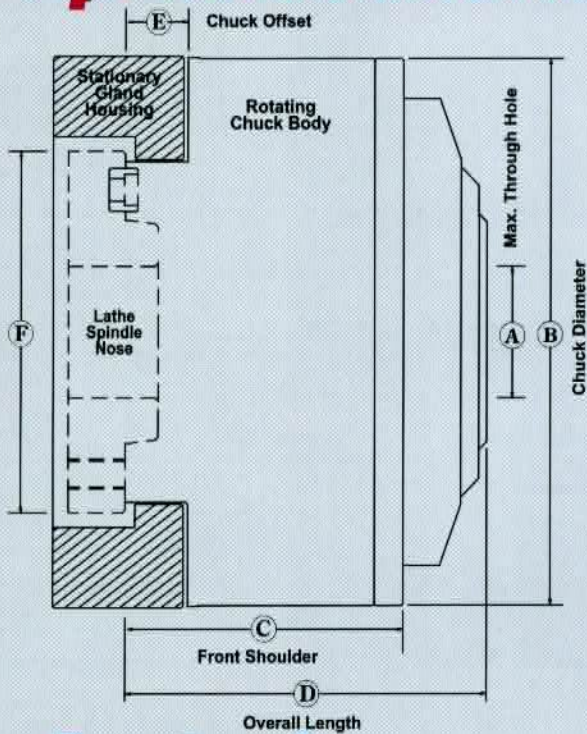 E
Chuck Offset
Stationary
Gland
Housing
Rotating
Chuck Body
Max. Through Hole
Lathe
Spindle
Nose
F
A
B
Chuck Diameter
C
Front Shoulder
D
Overall Length